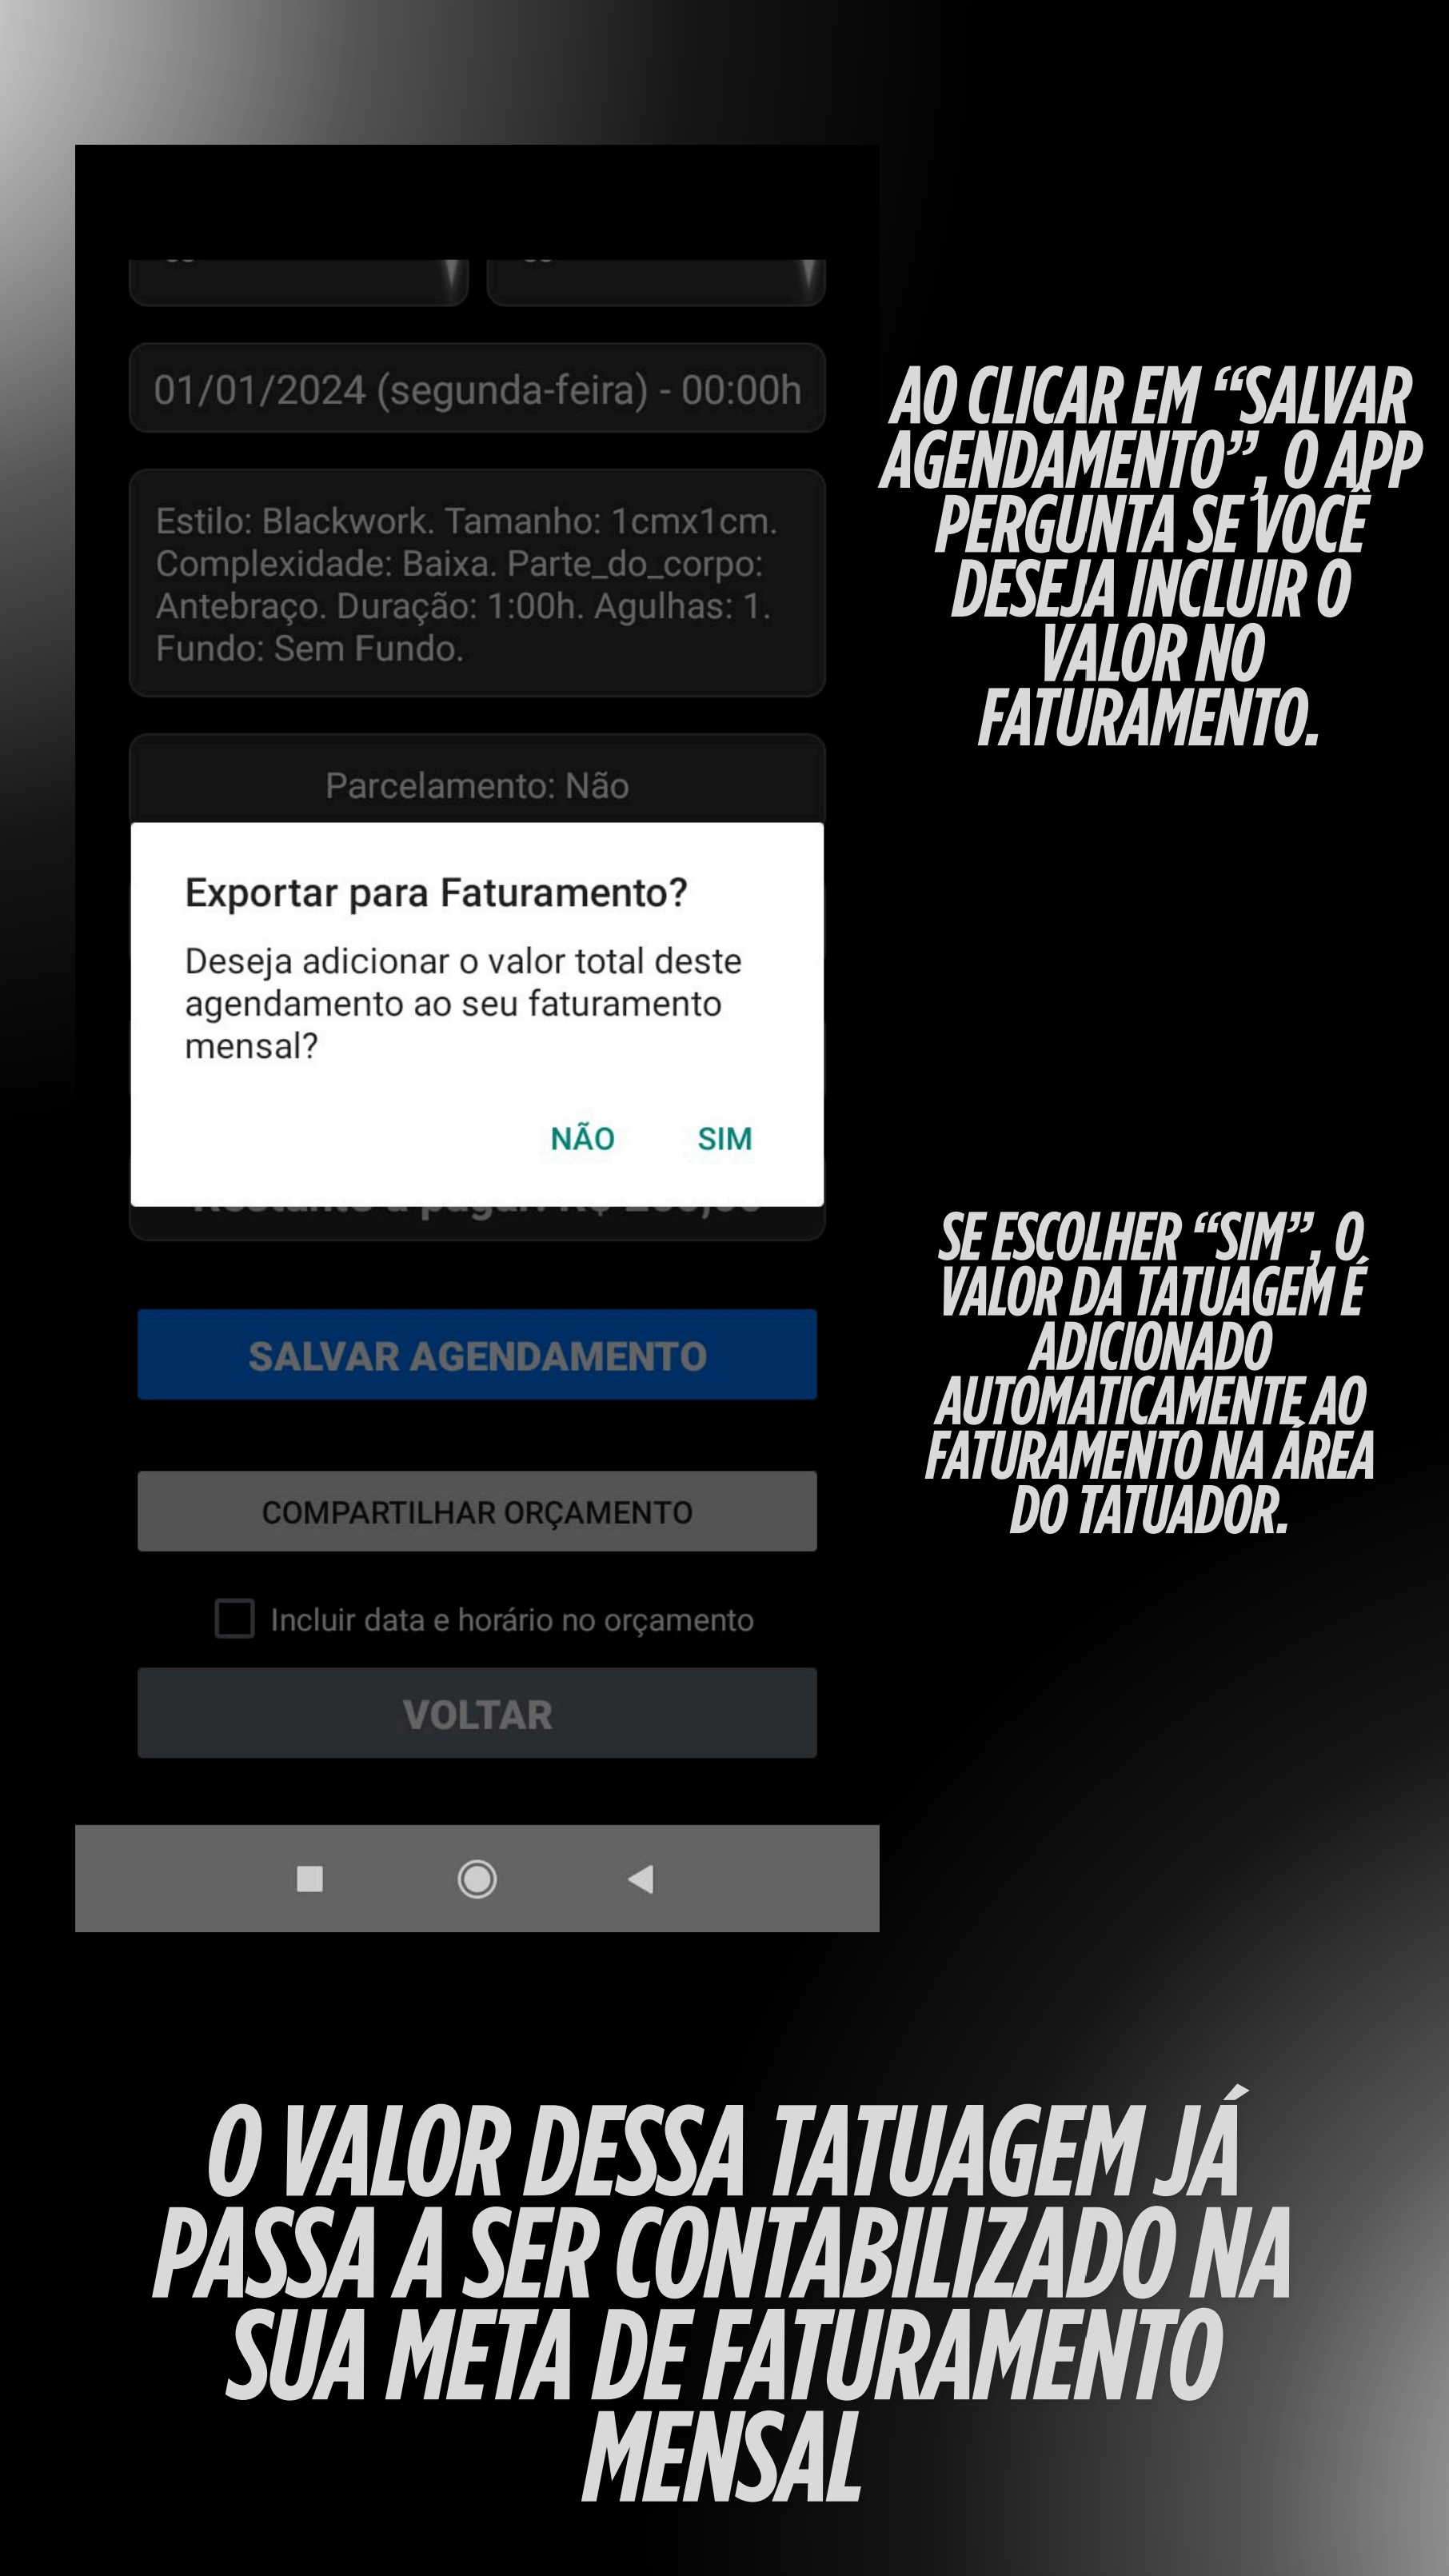 01/01/2024 (segunda-feira) - 00:00h
Estilo: Blackwork. Tamanho: 1cmx1cm.
Complexidade: Baixa. Parte_do_corpo:
Antebraço. Duração: 1:00h. Agulhas: 1.
Fundo: Sem Fundo.
Parcelamento: Não
Exportar para Faturamento?
Deseja adicionar o valor total deste
agendamento ao seu faturamento
mensal?
NÃO SIM
SALVAR AGENDAMENTO
COMPARTILHAR ORÇAMENTO
Incluir data e horário no orçamento
VOLTAR
AO CLICAR EM “SALVAR
AGENDAMENTO”, O APP
PERGUNTA SE VOCÊ
DESEJA INCLUIR O
VALOR NO
FATURAMENTO.
SE ESCOLHER “SIM”, O
VALOR DA TATUAGEM É
ADICIONADO
AUTOMATICAMENTE AO
FATURAMENTO NA ÁREA
DO TATUADOR.
O VALOR DESSA TATUAGEM JÁ
PASSA A SER CONTABILIZADO NA
SUA META DE FATURAMENTO
MENSAL